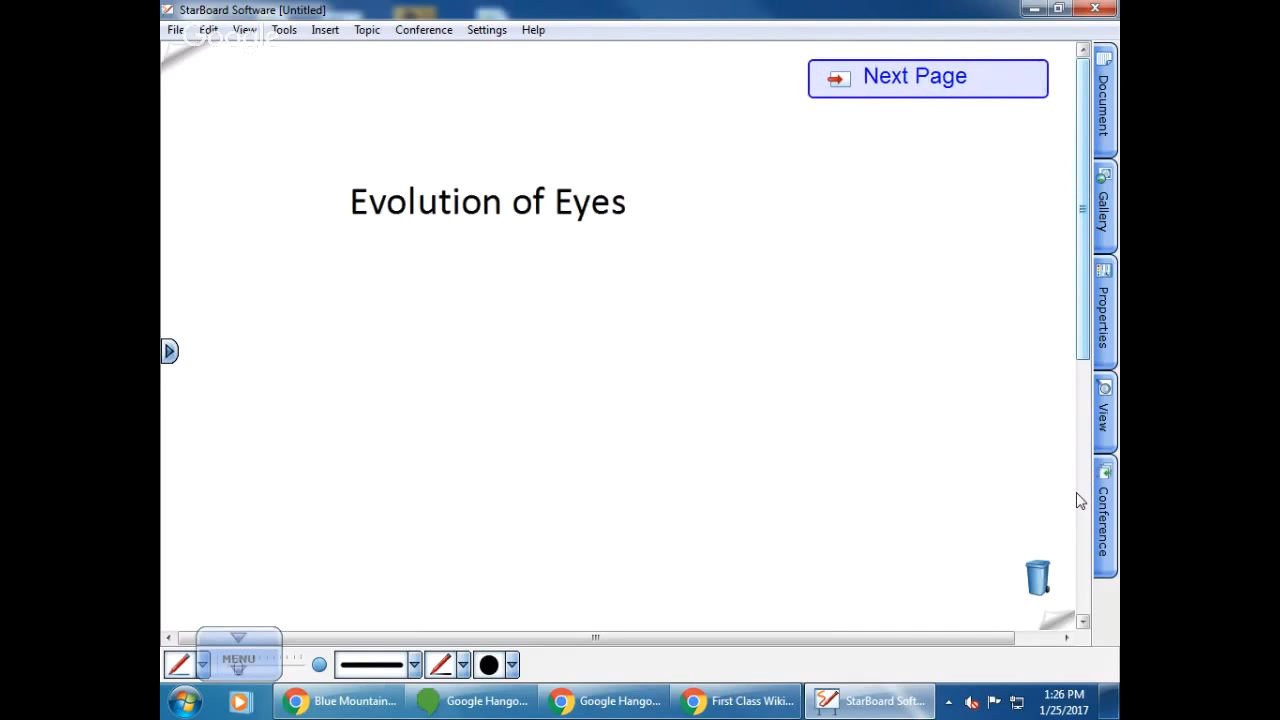 StarBoard Software [Untitled]
File Edit View Tools Insert Topic Conference Settings Help
Google
Next Page
Document
Evolution of Eyes
Gallery
Properties
View
Conference
MENU
Blue Mountain... Google Hango... Google Hango... First Class Wiki... StarBoard Soft... 1:26 PM
1/25/2017